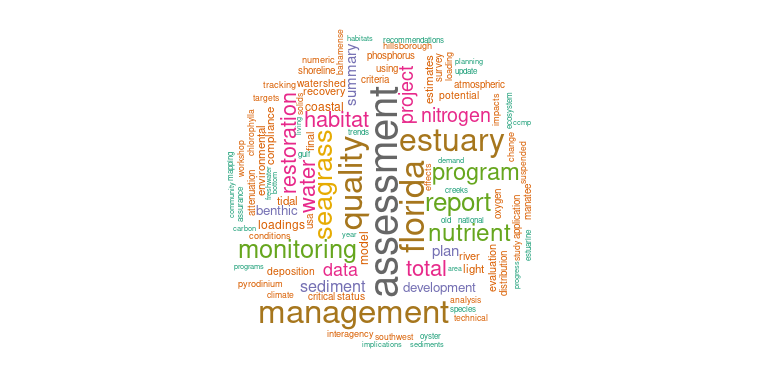 habitats
recommendations
hillsborough
bahamense
numeric
phosphorus
summary
shoreline
using
survey
loading
planning
update
estimates
tracking
watershed
criteria
project
atmospheric
recovery
targets
solids
coastal
potential
impacts
ecosystem
ccmp
habitat
nitrogen
chlorophylla
compliance
restoration
living
trends
final
seagrass
quality
assessment
estuary
change
suspended
workshop
environmental
gulf
water
demand
program
florida
effects
mapping
community
attenuation
freshwater
bottom
assurance
tidal
creeks
report
oxygen
manatee
benthic
usa
carbon
loadings
old
national
application
conditions
year
nutrient
monitoring
model
plan
river
study
estuarine
programs
deposition
data
total
area
light
evaluation
distribution
progress
pyrodinium
sediment
development
climate
critical
status
analysis
management
species
technical
interagency
southwest
oyster
implications
sediments